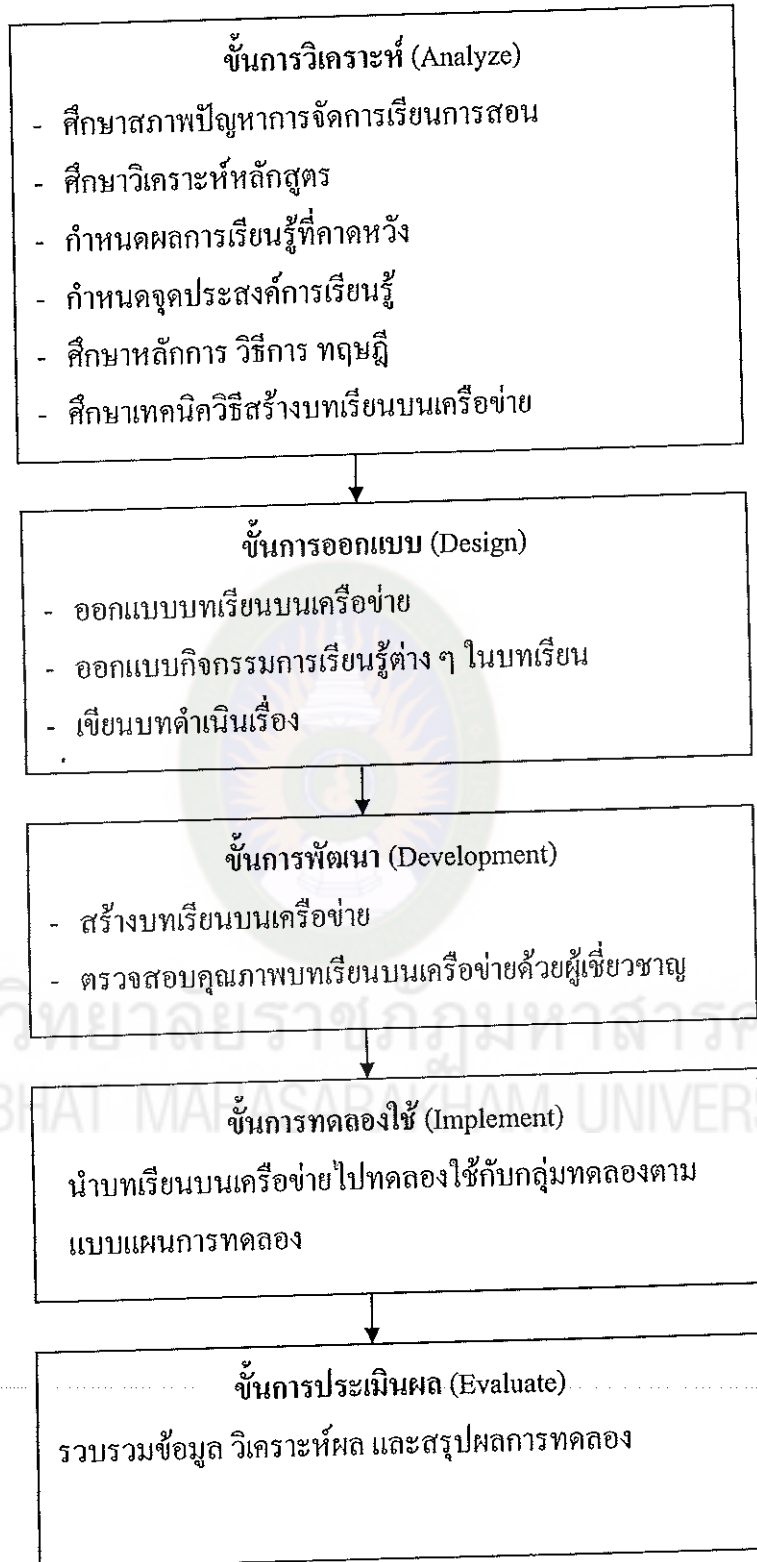 ขั้นการวิเคราะห์ (Analyze)
- ศึกษาสภาพปัญหาการจัดการเรียนการสอน
- ศึกษาวิเคราะห์หลักสูตร
- กำหนดผลการเรียนรู้ที่คาดหวัง
- กำหนดจุดประสงค์การเรียนรู้
- ศึกษาหลักการ วิธีการ ทฤษฎี
- ศึกษาเทคนิควิธีสร้างบทเรียนบนเครือข่าย
ขั้นการออกแบบ (Design)
- ออกแบบบทเรียนบนเครือข่าย
- ออกแบบกิจกรรมการเรียนรู้ต่าง ๆ ในบทเรียน
- เขียนบทดำเนินเรื่อง
ขั้นการพัฒนา (Development)
- สร้างบทเรียนบนเครือข่าย
- ตรวจสอบคุณภาพบทเรียนบนเครือข่ายด้วยผู้เชี่ยวชาญ
วิทยาลัยราชภัฏมหาสารค
BHAT MAHASARAKHAM UNIVERS
ขั้นการทดลองใช้ (Implement)
นำบทเรียนบนเครือข่ายไปทดลองใช้กับกลุ่มทดลองตาม
แบบแผนการทดลอง
ขั้นการประเมินผล (Evaluate)
รวบรวมข้อมูล วิเคราะห์ผล และสรุปผลการทดลอง